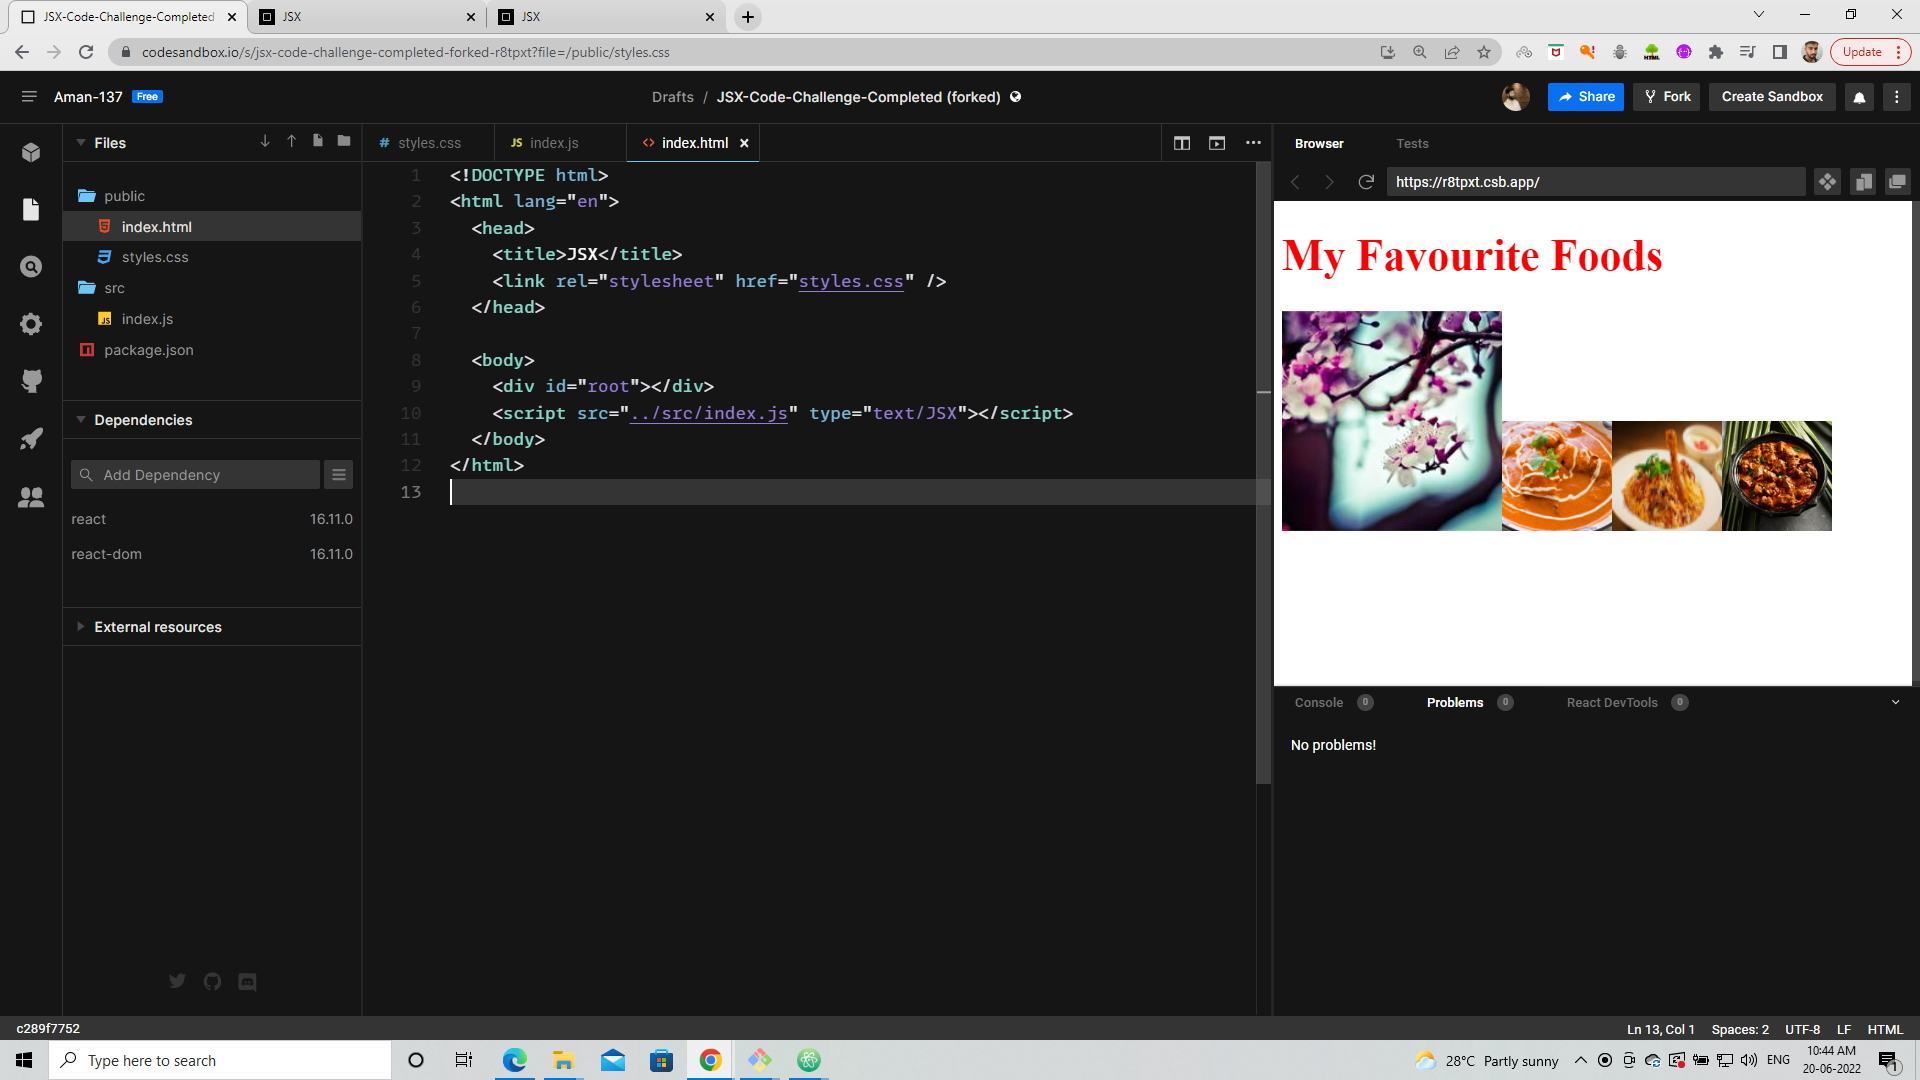 JSX-Code-Challenge-Completed
JSX
JSX
codesandbox.io/s/jsx-code-challenge-completed-forked-r8tpxt?file=/public/styles.css
Update
Aman-137 Free
Drafts / JSX-Code-Challenge-Completed (forked)
Share
Fork
Create Sandbox
Files
public
index.html
styles.css
src
index.js
package.json
Dependencies
Add Dependency
react 16.11.0
react-dom 16.11.0
External resources
# styles.css
JS index.js
<> index.html
1 <!DOCTYPE html>
2 <html lang="en">
3 <head>
4 <title>JSX</title>
5 <link rel="stylesheet" href="styles.css" />
6 </head>
7
8 <body>
9 <div id="root"></div>
10 <script src="../src/index.js" type="text/JSX"></script>
11 </body>
12 </html>
13
Browser
Tests
https://r8tpxt.csb.app/
My Favourite Foods
Console 0
Problems 0
React DevTools 0
No problems!
c289f7752
Ln 13, Col 1 Spaces: 2 UTF-8 LF HTML
Type here to search
28°C Partly sunny
ENG
10:44 AM
20-06-2022
1